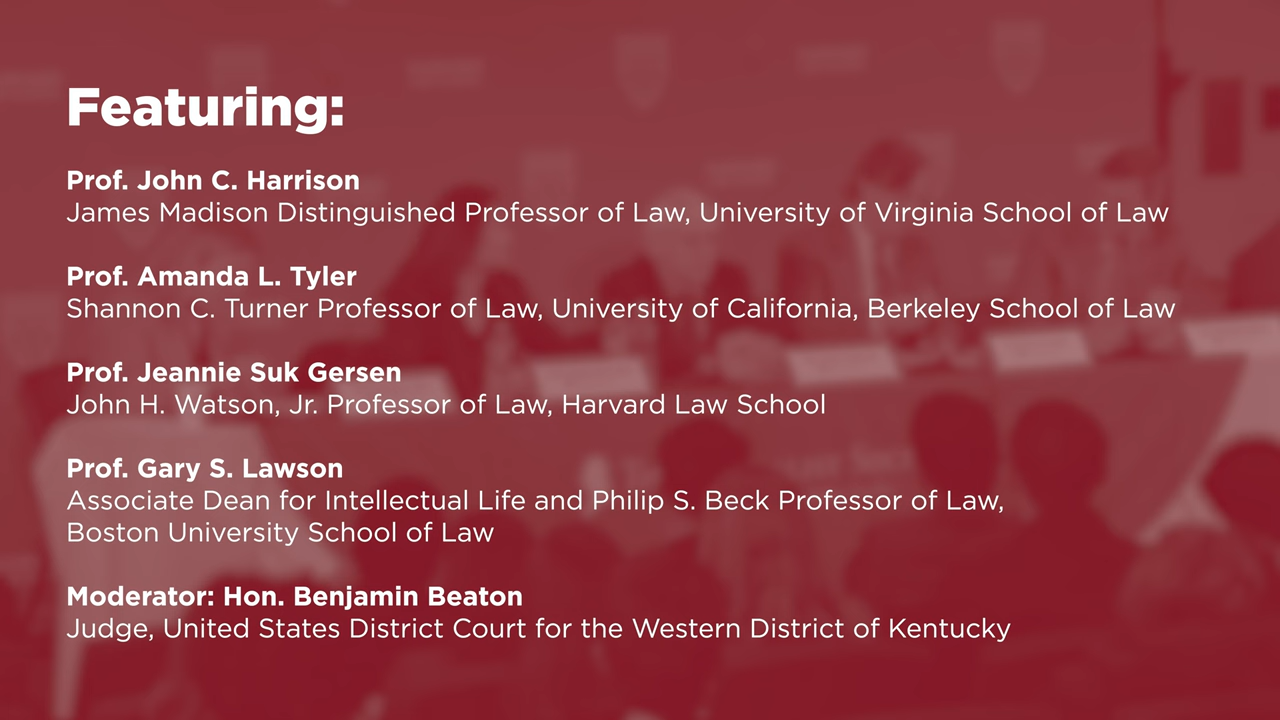 Featuring:
Prof. John C. Harrison
James Madison Distinguished Professor of Law, University of Virginia School of Law
Prof. Amanda L. Tyler
Shannon C. Turner Professor of Law, University of California, Berkeley School of Law
Prof. Jeannie Suk Gersen
John H. Watson, Jr. Professor of Law, Harvard Law School
Prof. Gary S. Lawson
Associate Dean for Intellectual Life and Philip S. Beck Professor of Law,
Boston University School of Law
Moderator: Hon. Benjamin Beaton
Judge, United States District Court for the Western District of Kentucky